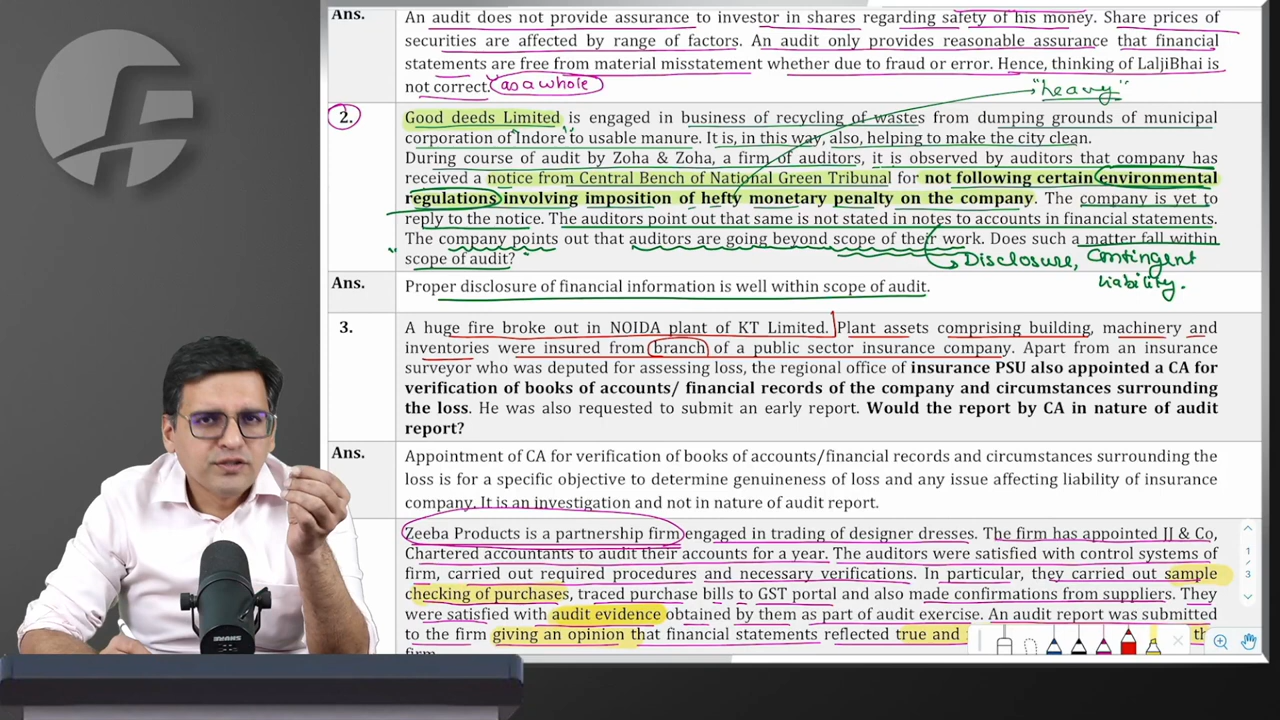 Ans.
An audit does not provide assurance to investor in shares regarding safety of his money. Share prices of
securities are affected by range of factors. An audit only provides reasonable assurance that financial
statements are free from material misstatement whether due to fraud or error. Hence, thinking of LaljiBhai is
not correct. as a whole
"heavy"
2.
Good deeds Limited is engaged in business of recycling of wastes from dumping grounds of municipal
corporation of Indore to usable manure. It is, in this way, also, helping to make the city clean.
During course of audit by Zoha & Zoha, a firm of auditors, it is observed by auditors that company has
received a notice from Central Bench of National Green Tribunal for not following certain environmental
regulations involving imposition of hefty monetary penalty on the company. The company is yet to
reply to the notice. The auditors point out that same is not stated in notes to accounts in financial statements.
The company points out that auditors are going beyond scope of their work. Does such a matter fall within
scope of audit?
Disclosure, Contingent
liability.
Ans.
Proper disclosure of financial information is well within scope of audit.
3.
A huge fire broke out in NOIDA plant of KT Limited. Plant assets comprising building, machinery and
inventories were insured from branch of a public sector insurance company. Apart from an insurance
surveyor who was deputed for assessing loss, the regional office of insurance PSU also appointed a CA for
verification of books of accounts/ financial records of the company and circumstances surrounding
the loss. He was also requested to submit an early report. Would the report by CA in nature of audit
report?
Ans.
Appointment of CA for verification of books of accounts/financial records and circumstances surrounding the
loss is for a specific objective to determine genuineness of loss and any issue affecting liability of insurance
company. It is an investigation and not in nature of audit report.
Zeeba Products is a partnership firm engaged in trading of designer dresses. The firm has appointed JJ & Co,
Chartered accountants to audit their accounts for a year. The auditors were satisfied with control systems of
firm, carried out required procedures and necessary verifications. In particular, they carried out sample
checking of purchases, traced purchase bills to GST portal and also made confirmations from suppliers. They
were satisfied with audit evidence obtained by them as part of audit exercise. An audit report was submitted
to the firm giving an opinion that financial statements reflected true and
1
3
SHURE